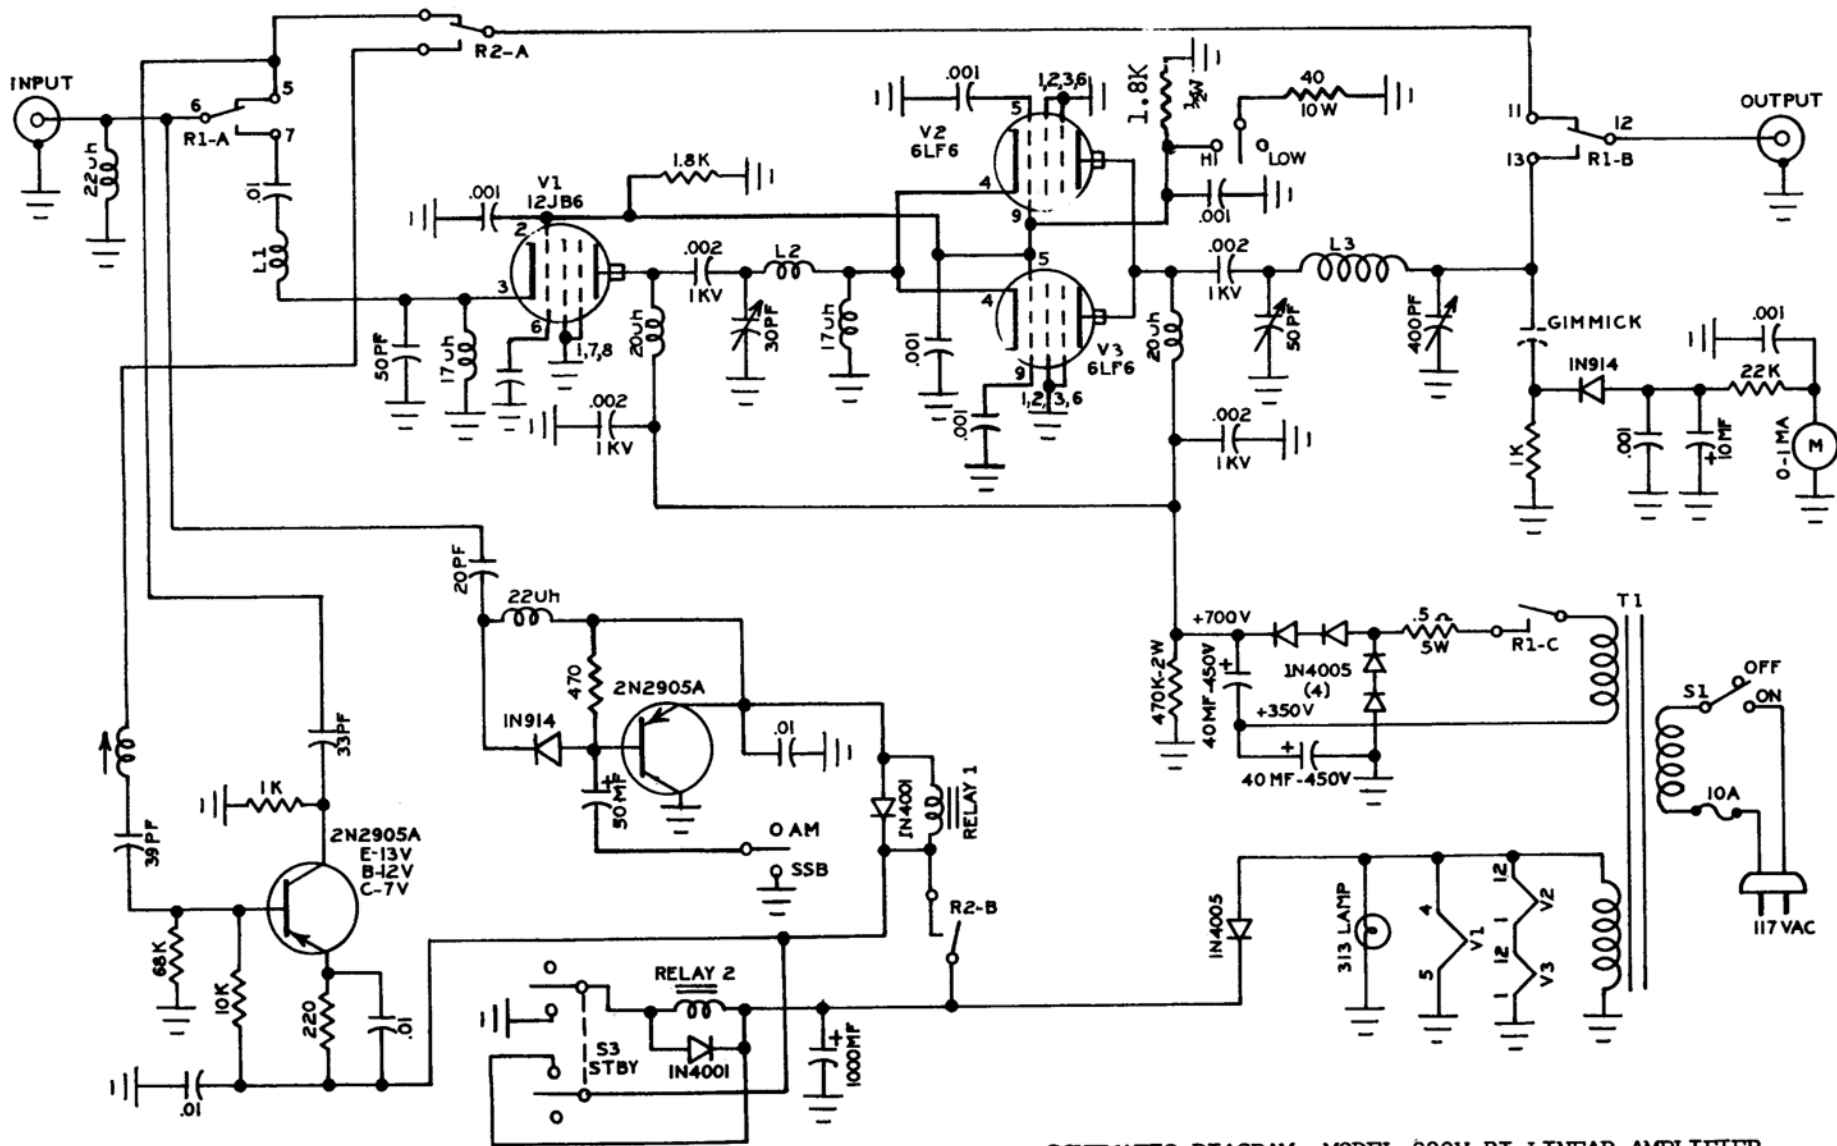 R2-A
INPUT
6
5
R1-A
7
22Uh
.01
L1
3
50PF
17Uh
.001
V1
12JB6
2
6
1,7,8
1.8K
.002
1KV
20Uh
.002
1KV
L2
30PF
17Uh
.001
1,2,3,6
5
V2
6LF6
4
9
1.8K
½W
HI
LOW
40
10W
.001
5
4
V3
6LF6
9
1,2,3,6
.001
.001
.002
1KV
20Uh
.002
1KV
L3
50PF
400PF
11
12
13
R1-B
OUTPUT
GIMMICK
1N914
1K
.001
10MF
+
22K
.001
0-1MA
M
20PF
22Uh
470
2N2905A
1N914
50MF
+
.01
1N4001
RELAY 1
O AM
SSB
R2-B
33PF
1K
39PF
2N2905A
E-13V
B-12V
C-7V
68K
10K
220
.01
.01
RELAY 2
S3
STBY
1N4001
1000MF
+
+700V
470K-2W
40MF-450V
+
+350V
+
40MF-450V
1N4005
(4)
.5 Ω
5W
R1-C
T1
S1
OFF
ON
10A
117VAC
1N4005
313 LAMP
4
5
V1
12
1
V2
12
1
V3